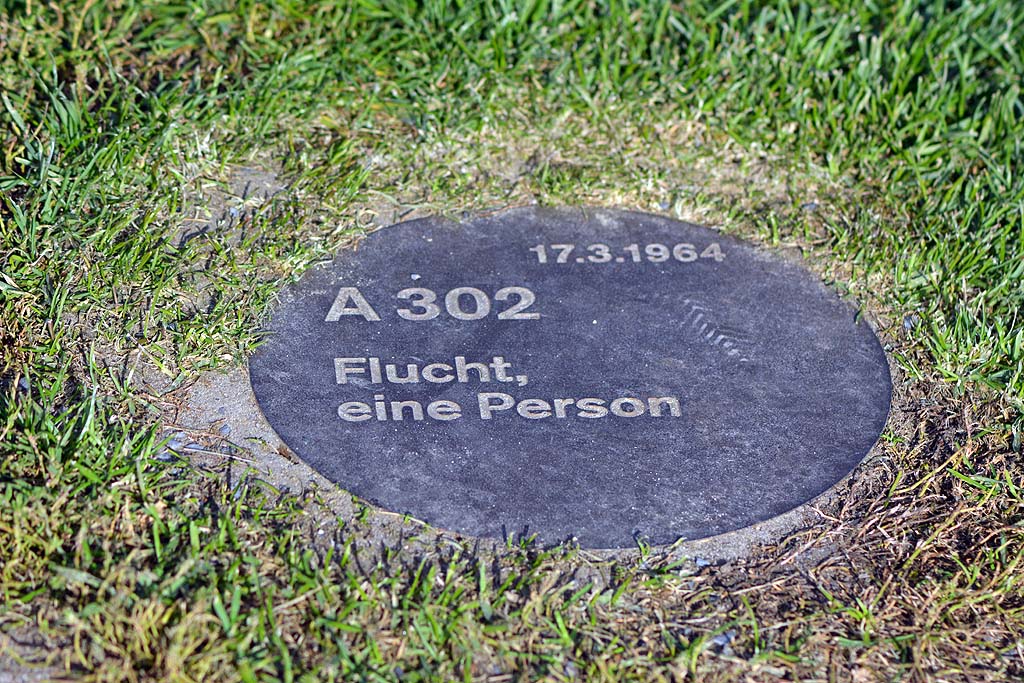 17.3.1964
A 302
Flucht,
eine Person